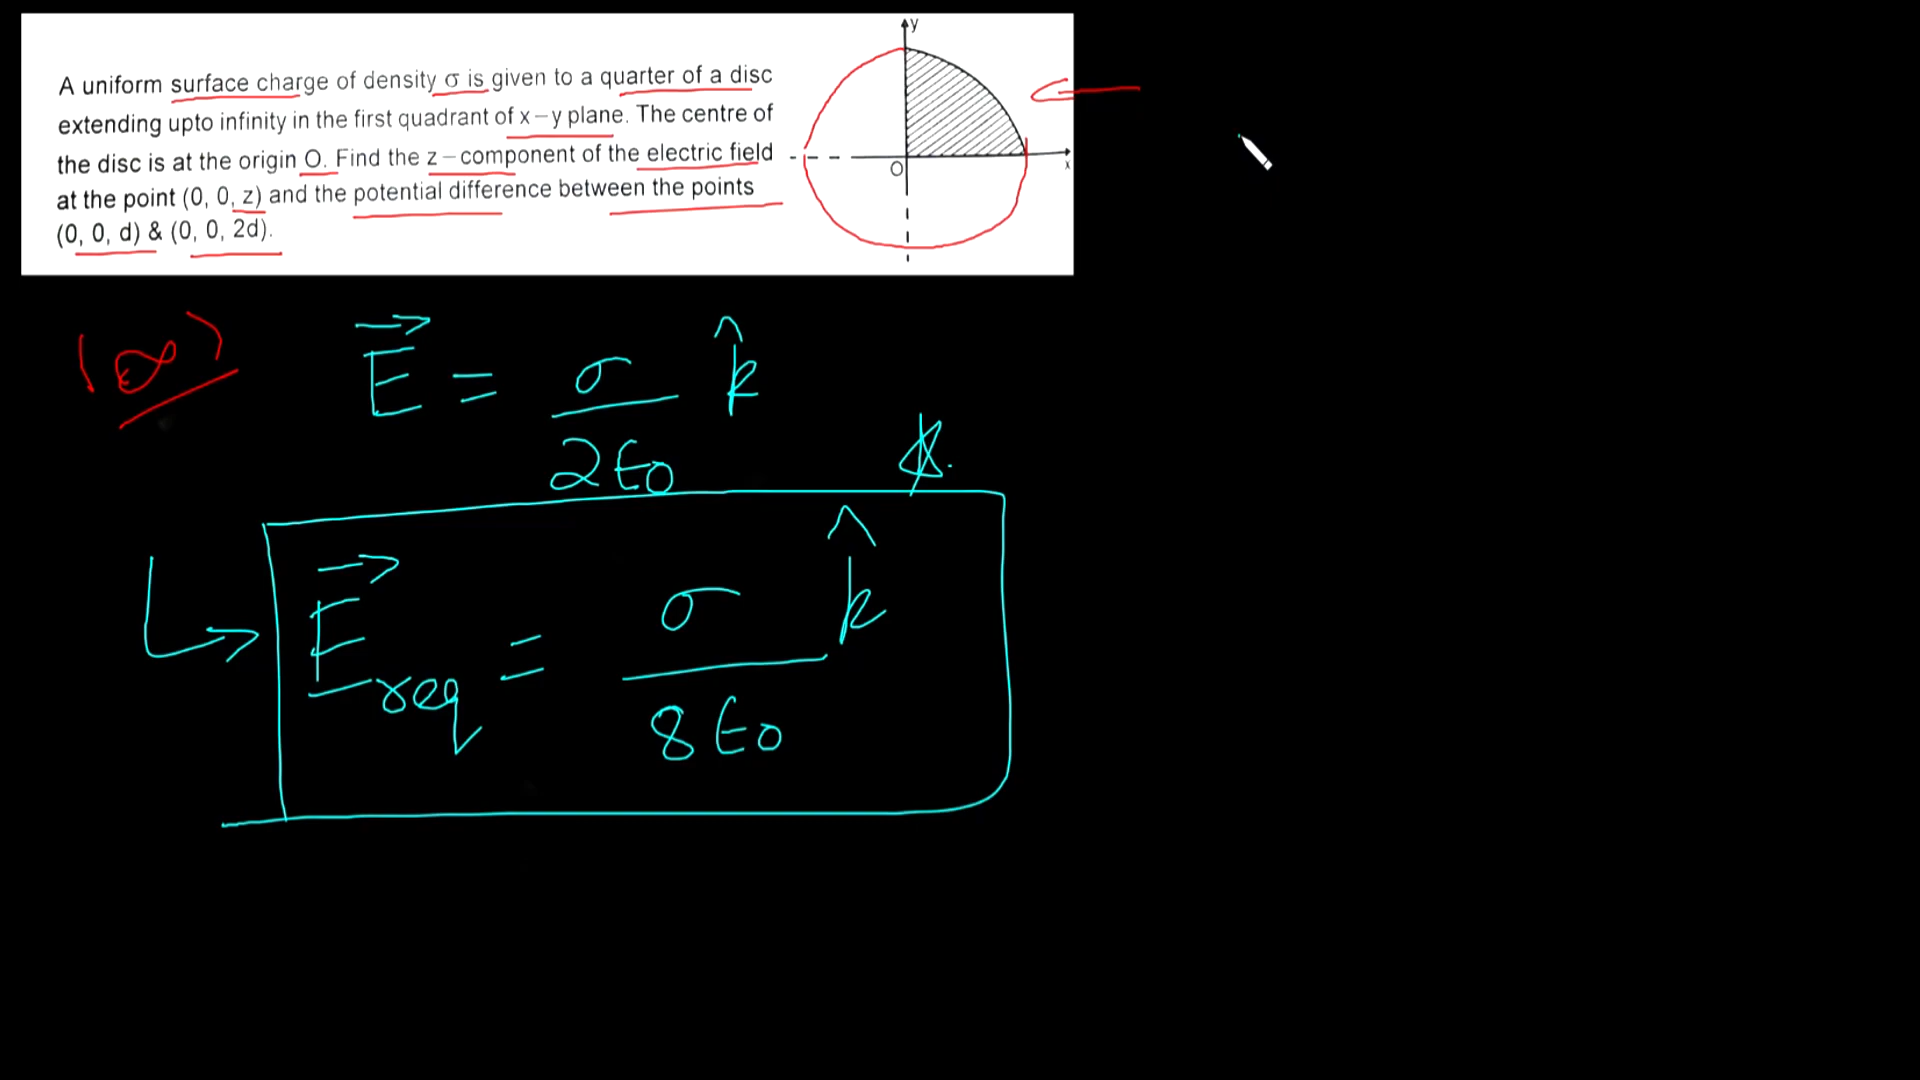 A uniform surface charge of density σ is given to a quarter of a disc
extending upto infinity in the first quadrant of x – y plane. The centre of
the disc is at the origin O. Find the z – component of the electric field
at the point (0, 0, z) and the potential difference between the points
(0, 0, d) & (0, 0, 2d).
y
O
x
(∞)
E⃗ = σ / 2ε₀ k̂
E⃗req = σ / 8ε₀ k̂